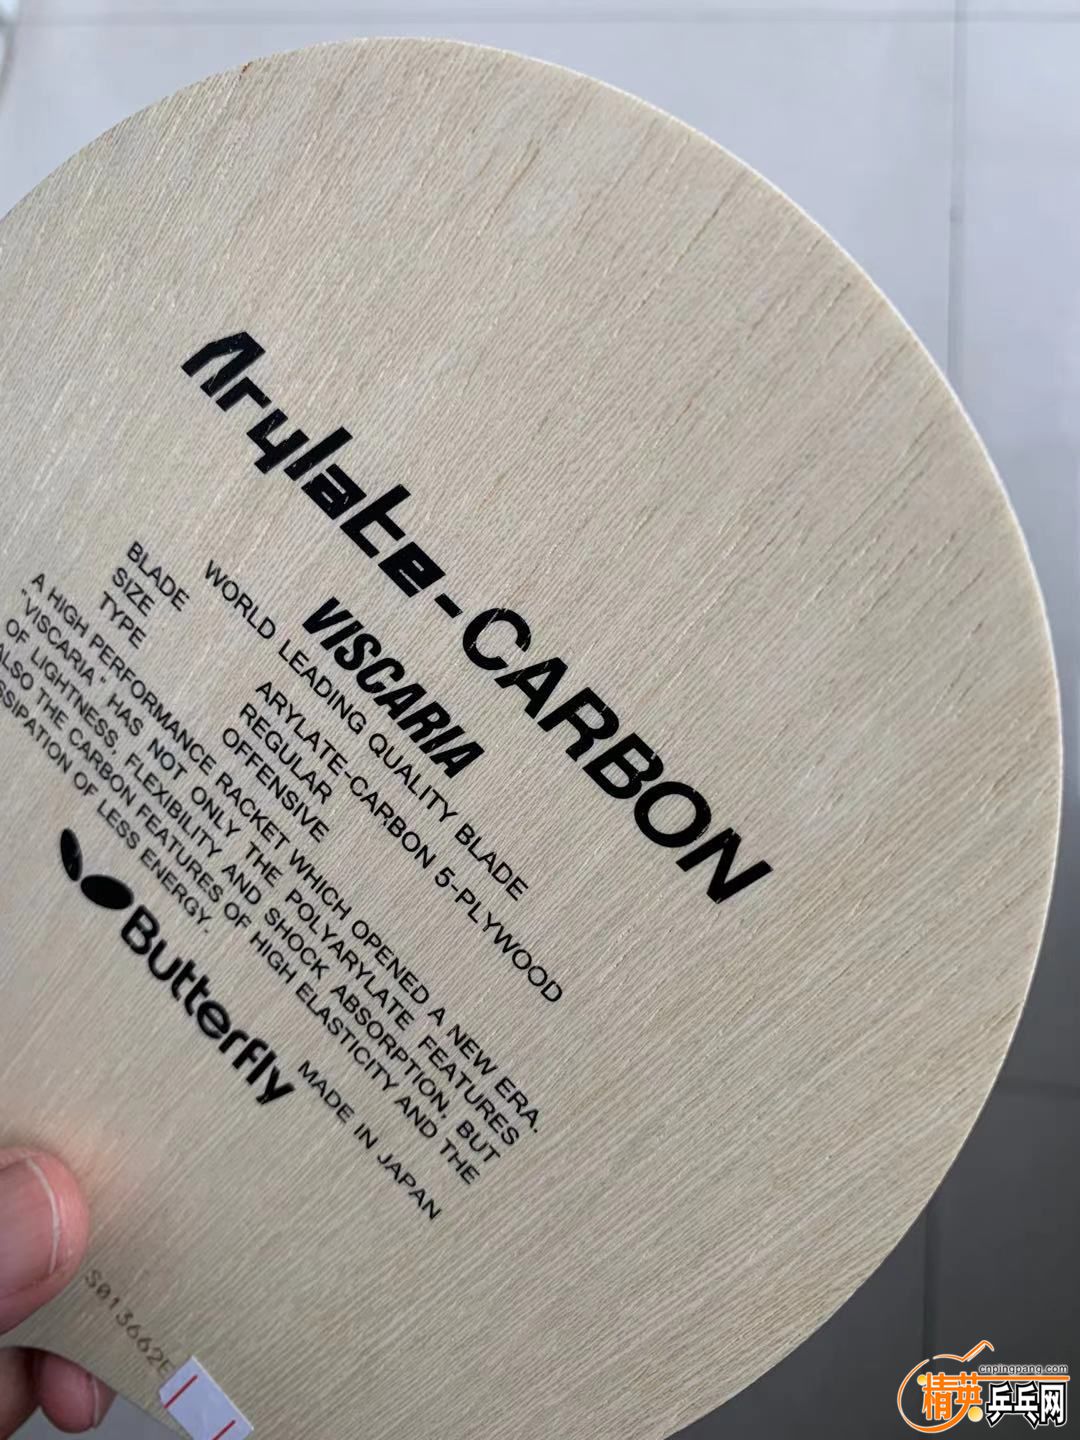 Arylate-CARBON
VISCARIA
WORLD LEADING QUALITY BLADE
BLADE ARYLATE-CARBON 5-PLYWOOD
SIZE REGULAR
TYPE OFFENSIVE
A HIGH PERFORMANCE RACKET WHICH OPENED A NEW ERA.
"VISCARIA" HAS NOT ONLY THE POLYARYLATE FEATURES
OF LIGHTNESS, FLEXIBILITY AND SHOCK ABSORPTION, BUT
ALSO THE CARBON FEATURES OF HIGH ELASTICITY AND THE
SSIPATION OF LESS ENERGY.
Butterfly MADE IN JAPAN
S013662
cnpingpang.com
精英乒乓网